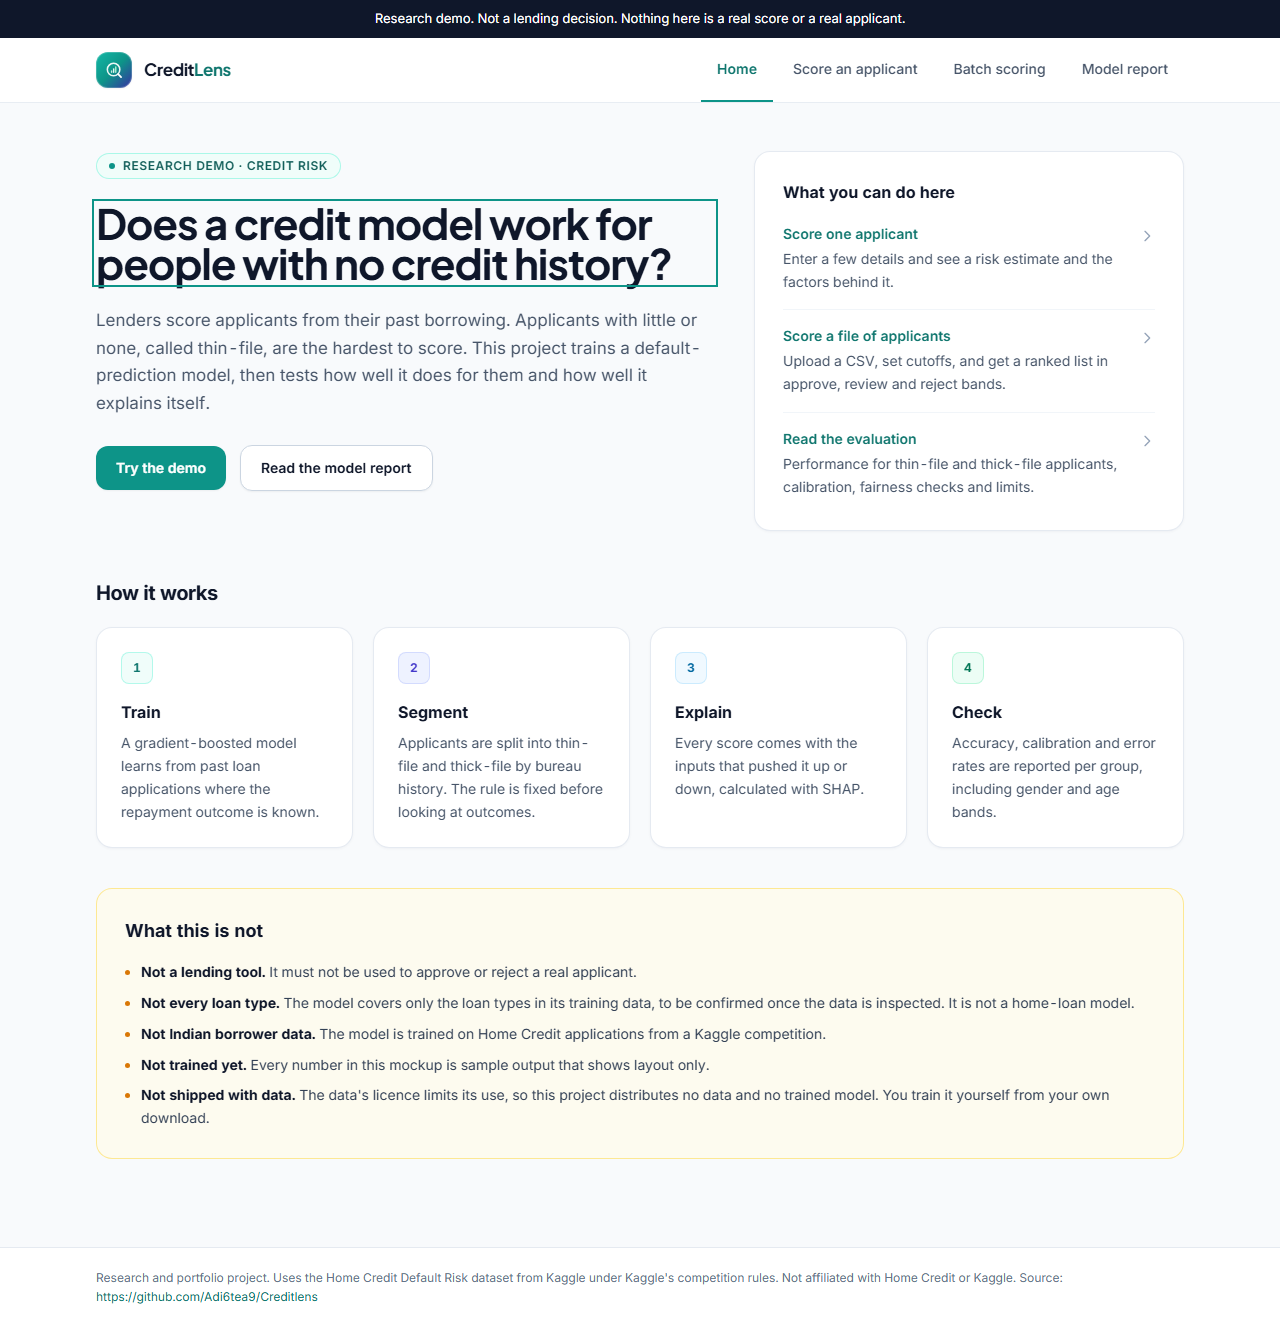 Research demo. Not a lending decision. Nothing here is a real score or a real applicant.
CreditLens
Home
Score an applicant
Batch scoring
Model report
RESEARCH DEMO · CREDIT RISK
Does a credit model work for
people with no credit history?
Lenders score applicants from their past borrowing. Applicants with little or
none, called thin-file, are the hardest to score. This project trains a default-
prediction model, then tests how well it does for them and how well it
explains itself.
Try the demo
Read the model report
What you can do here
Score one applicant
Enter a few details and see a risk estimate and the
factors behind it.
Score a file of applicants
Upload a CSV, set cutoffs, and get a ranked list in
approve, review and reject bands.
Read the evaluation
Performance for thin-file and thick-file applicants,
calibration, fairness checks and limits.
How it works
1
Train
A gradient-boosted model
learns from past loan
applications where the
repayment outcome is known.
2
Segment
Applicants are split into thin-
file and thick-file by bureau
history. The rule is fixed before
looking at outcomes.
3
Explain
Every score comes with the
inputs that pushed it up or
down, calculated with SHAP.
4
Check
Accuracy, calibration and error
rates are reported per group,
including gender and age
bands.
What this is not
Not a lending tool. It must not be used to approve or reject a real applicant.
Not every loan type. The model covers only the loan types in its training data, to be confirmed once the data is inspected. It is not a home-loan model.
Not Indian borrower data. The model is trained on Home Credit applications from a Kaggle competition.
Not trained yet. Every number in this mockup is sample output that shows layout only.
Not shipped with data. The data's licence limits its use, so this project distributes no data and no trained model. You train it yourself from your own
download.
Research and portfolio project. Uses the Home Credit Default Risk dataset from Kaggle under Kaggle's competition rules. Not affiliated with Home Credit or Kaggle. Source:
https://github.com/Adi6tea9/Creditlens